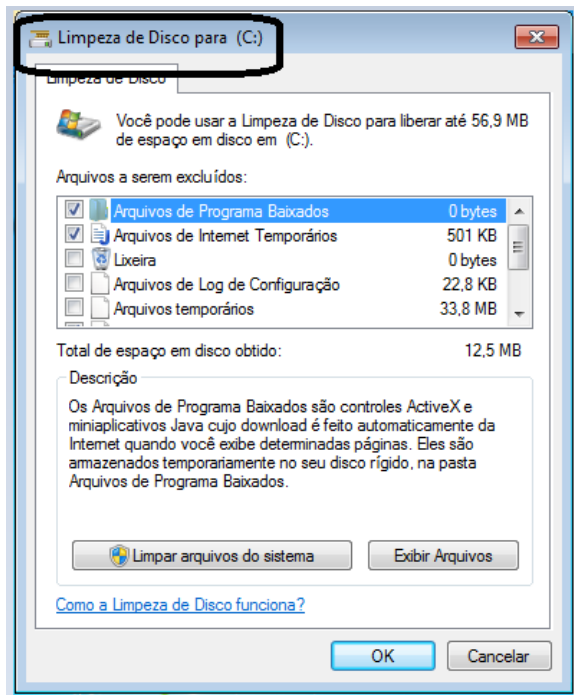 Limpeza de Disco para (C:)
Limpeza de Disco
Você pode usar a Limpeza de Disco para liberar até 56,9 MB
de espaço em disco em (C:).
Arquivos a serem excluídos:
Arquivos de Programa Baixados 0 bytes
Arquivos de Internet Temporários 501 KB
Lixeira 0 bytes
Arquivos de Log de Configuração 22,8 KB
Arquivos temporários 33,8 MB
Total de espaço em disco obtido: 12,5 MB
Descrição
Os Arquivos de Programa Baixados são controles ActiveX e
miniaplicativos Java cujo download é feito automaticamente da
Internet quando você exibe determinadas páginas. Eles são
armazenados temporariamente no seu disco rígido, na pasta
Arquivos de Programa Baixados.
Limpar arquivos do sistema Exibir Arquivos
Como a Limpeza de Disco funciona?
OK Cancelar